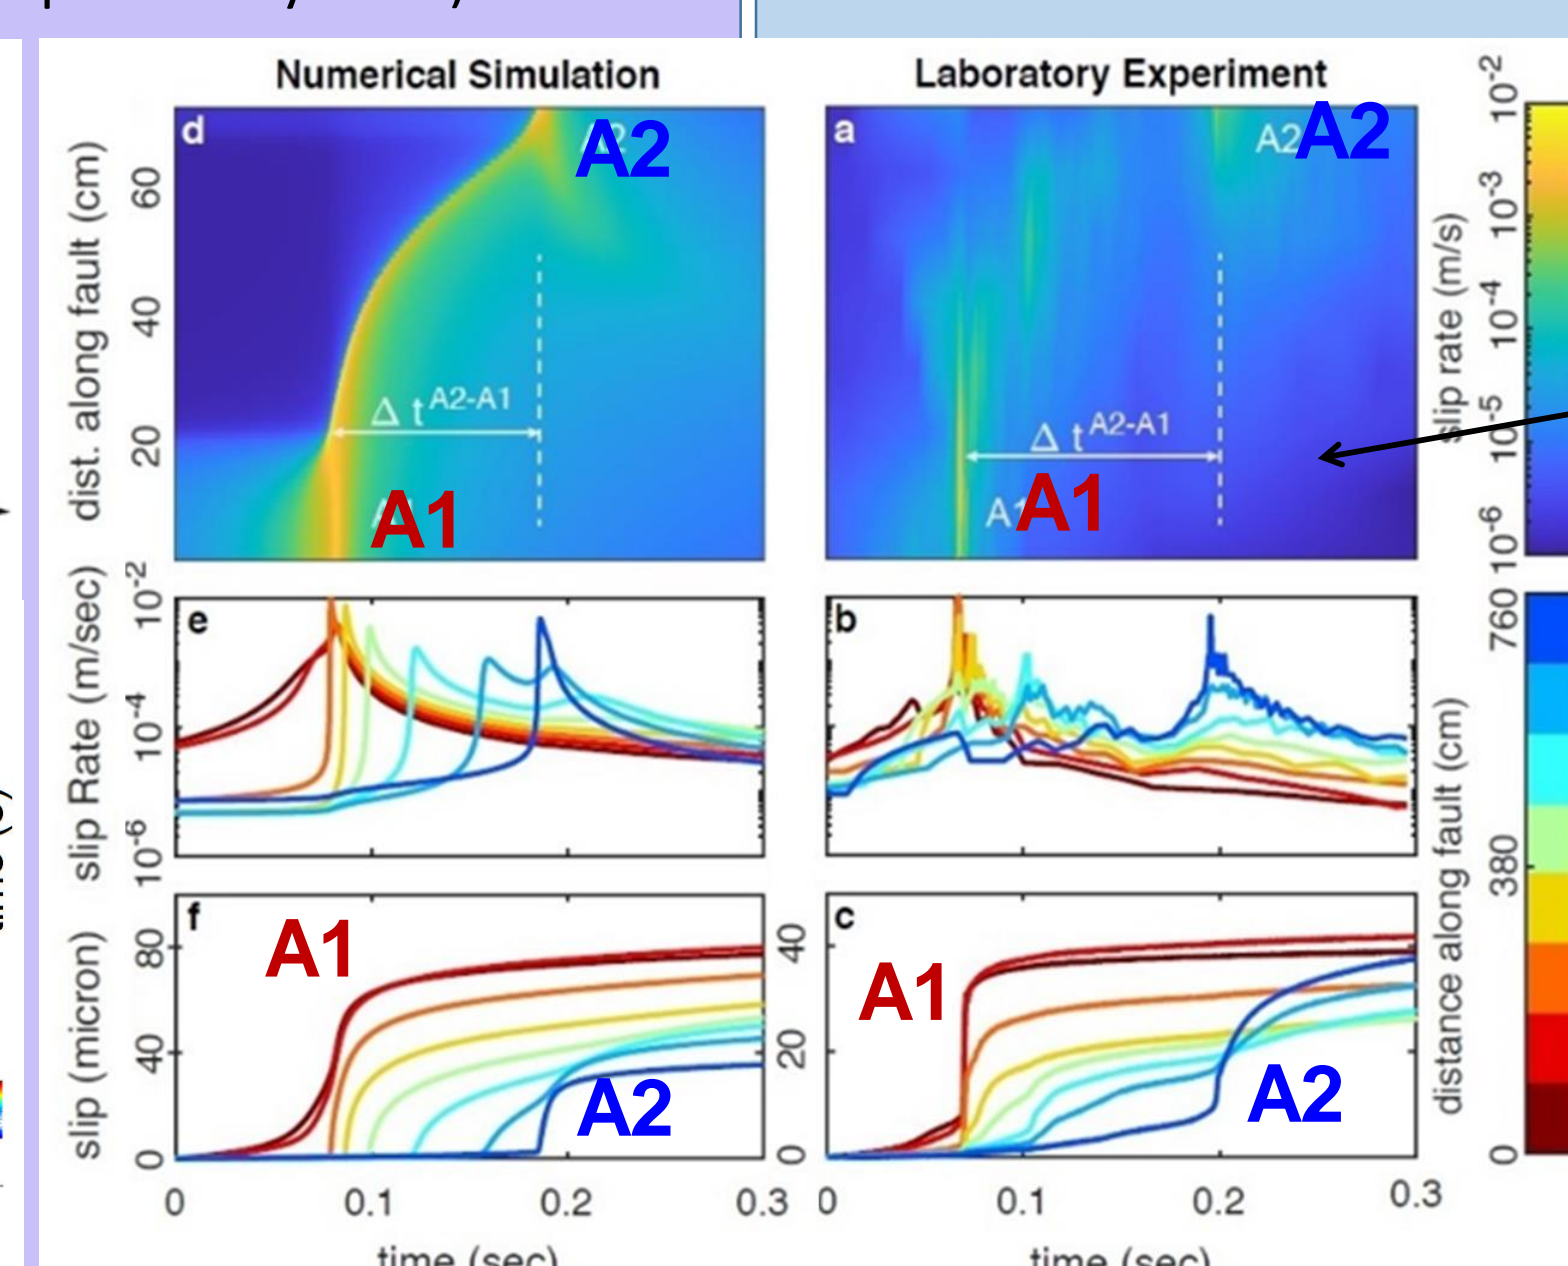 Numerical Simulation
Laboratory Experiment
d
A2
A2
a
A2
A2
dist. along fault (cm)
60
40
20
Δ t A2-A1
A1
Δ t A2-A1
A1
A1
slip rate (m/s)
10-2
10-3
10-4
10-5
10-6
slip Rate (m/sec)
10-2
10-4
10-6
e
b
distance along fault (cm)
760
380
0
slip (micron)
80
40
0
f
A1
A2
40
20
0
c
A1
A2
0
0.1
0.2
0.3
0
0.1
0.2
0.3
time (sec)
time (sec)